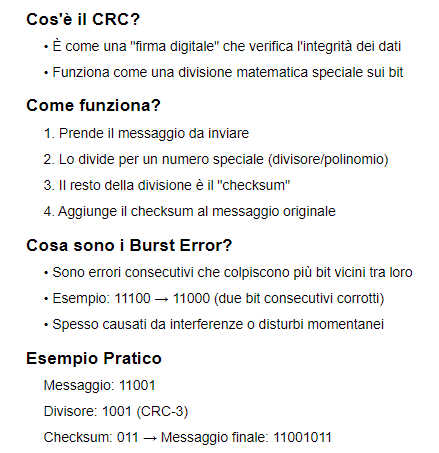 Cos'è il CRC?
• È come una "firma digitale" che verifica l'integrità dei dati
• Funziona come una divisione matematica speciale sui bit
Come funziona?
1. Prende il messaggio da inviare
2. Lo divide per un numero speciale (divisore/polinomio)
3. Il resto della divisione è il "checksum"
4. Aggiunge il checksum al messaggio originale
Cosa sono i Burst Error?
• Sono errori consecutivi che colpiscono più bit vicini tra loro
• Esempio: 11100 → 11000 (due bit consecutivi corrotti)
• Spesso causati da interferenze o disturbi momentanei
Esempio Pratico
Messaggio: 11001
Divisore: 1001 (CRC-3)
Checksum: 011 → Messaggio finale: 11001011